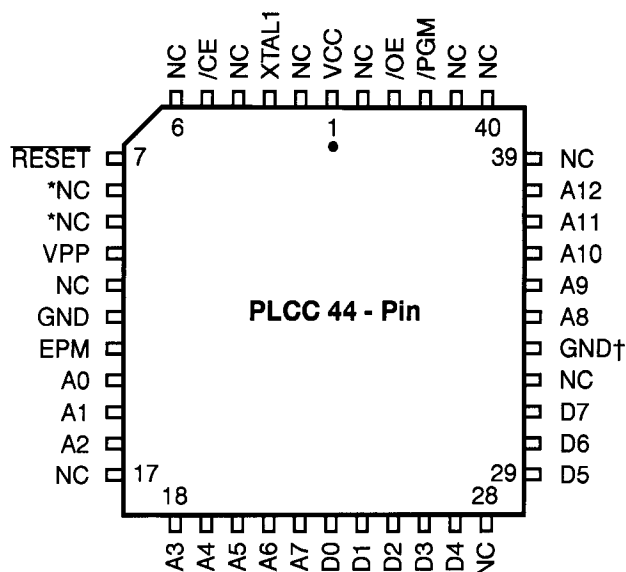 NC /CE NC XTAL1 NC VCC NC /OE /PGM NC NC
6 1 40
RESET 7 39 NC
*NC A12
*NC A11
VPP A10
NC A9
GND PLCC 44 - Pin A8
EPM GND†
A0 NC
A1 D7
A2 D6
NC 17 29 D5
18 28
A3 A4 A5 A6 A7 D0 D1 D2 D3 D4 NC